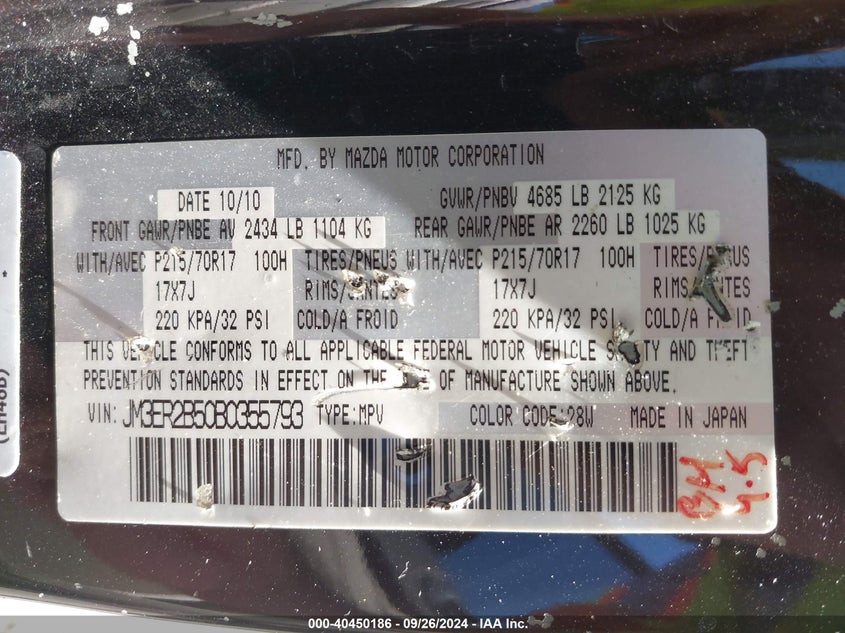 MFD. BY MAZDA MOTOR CORPORATION
DATE 10/10 GVWR/PNBV 4685 LB 2125 KG
FRONT GAWR/PNBE AV 2434 LB 1104 KG REAR GAWR/PNBE AR 2260 LB 1025 KG
WITH/AVEC P215/70R17 100H TIRES/PNEUS WITH/AVEC P215/70R17 100H TIRES/PNEUS
17X7J RIMS/JANTES 17X7J RIMS/JANTES
220 KPA/32 PSI COLD/A FROID 220 KPA/32 PSI COLD/A FROID
THIS VEHICLE CONFORMS TO ALL APPLICABLE FEDERAL MOTOR VEHICLE SAFETY AND THEFT
PREVENTION STANDARDS IN EFFECT ON THE DATE OF MANUFACTURE SHOWN ABOVE.
VIN: JM3ER2B50B0355793 TYPE:MPV COLOR CODE:28W MADE IN JAPAN
(EH48B)
000-40450186 - 09/26/2024 - IAA Inc.